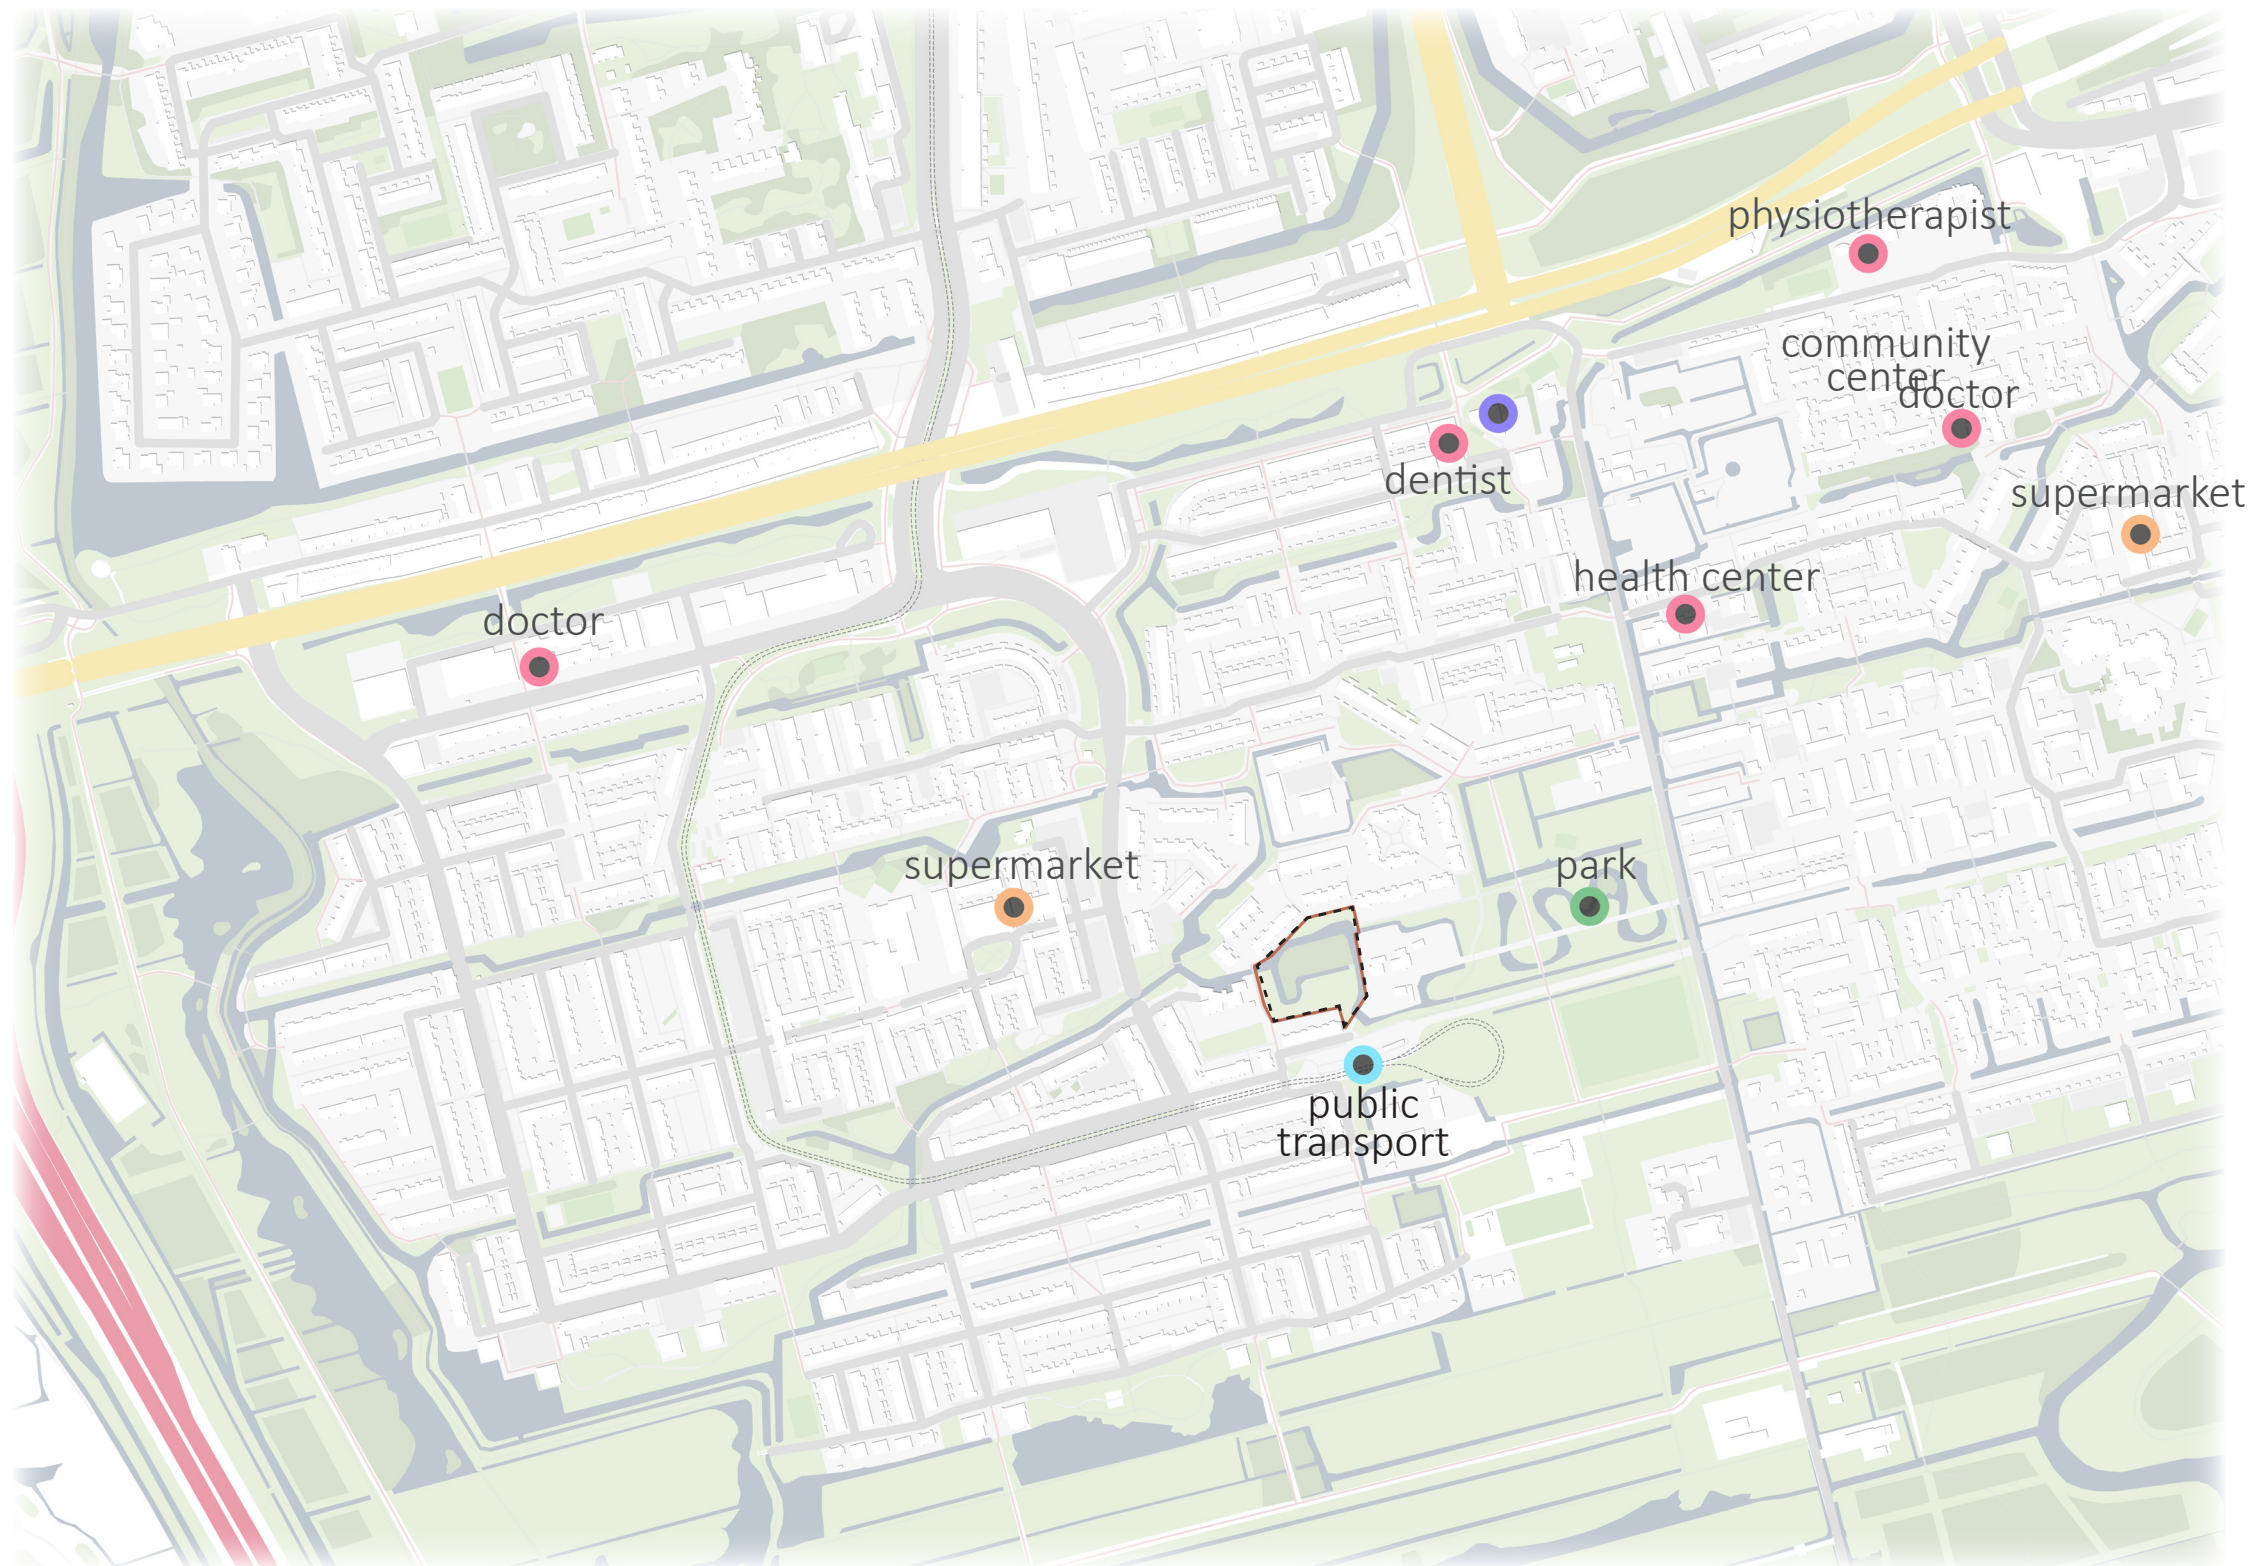 physiotherapist
community
center
doctor
dentist
supermarket
health center
doctor
supermarket
park
public
transport